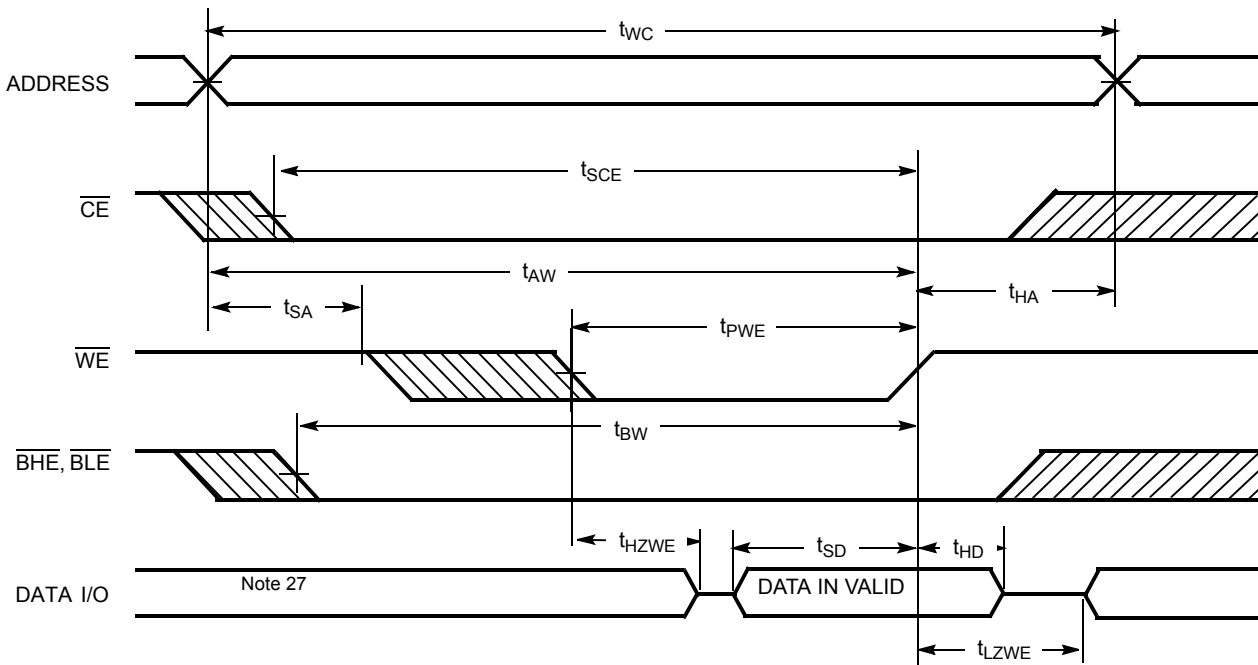 tWC
ADDRESS
tSCE
CE
tAW
tSA
tHA
tPWE
WE
tBW
BHE, BLE
tHZWE
tSD
tHD
DATA I/O
Note 27
DATA IN VALID
tLZWE